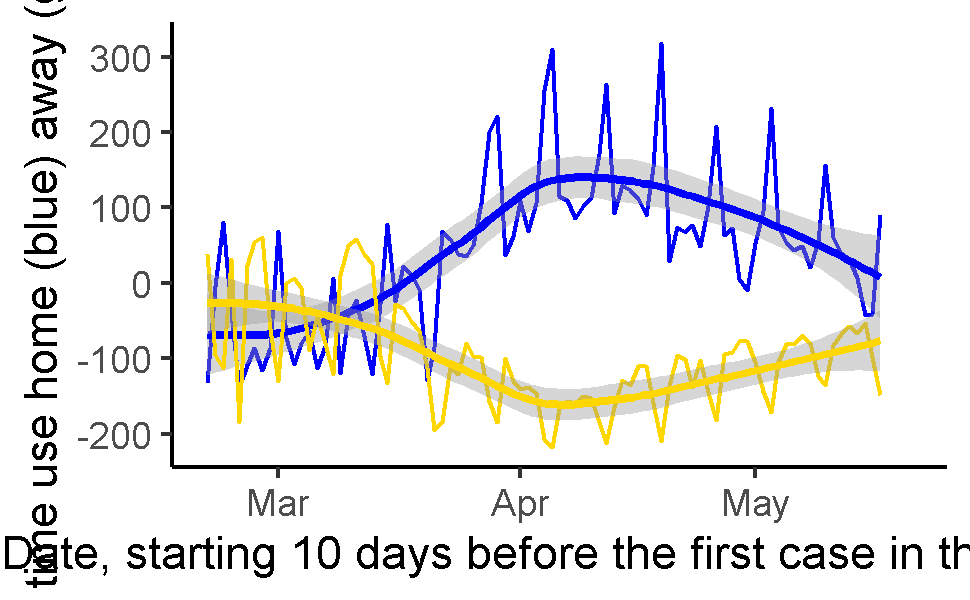 time use home (blue) away (
300
200
100
0
-100
-200
Mar Apr May
Date, starting 10 days before the first case in th